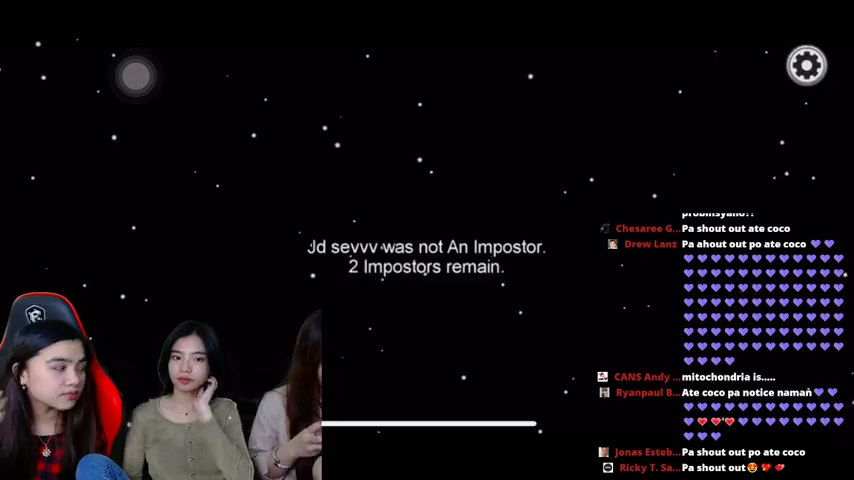 Jd sevvv was not An Impostor.
2 Impostors remain.
Chesaree G... Pa shout out ate coco
Drew Lanz Pa ahout out po ate coco 💜 💜
CANS Andy ... mitochondria is.....
Ryanpaul B... Ate coco pa notice naman 💜 💜
Jonas Esteb... Pa shout out po ate coco
Ricky T. Sa... Pa shout out